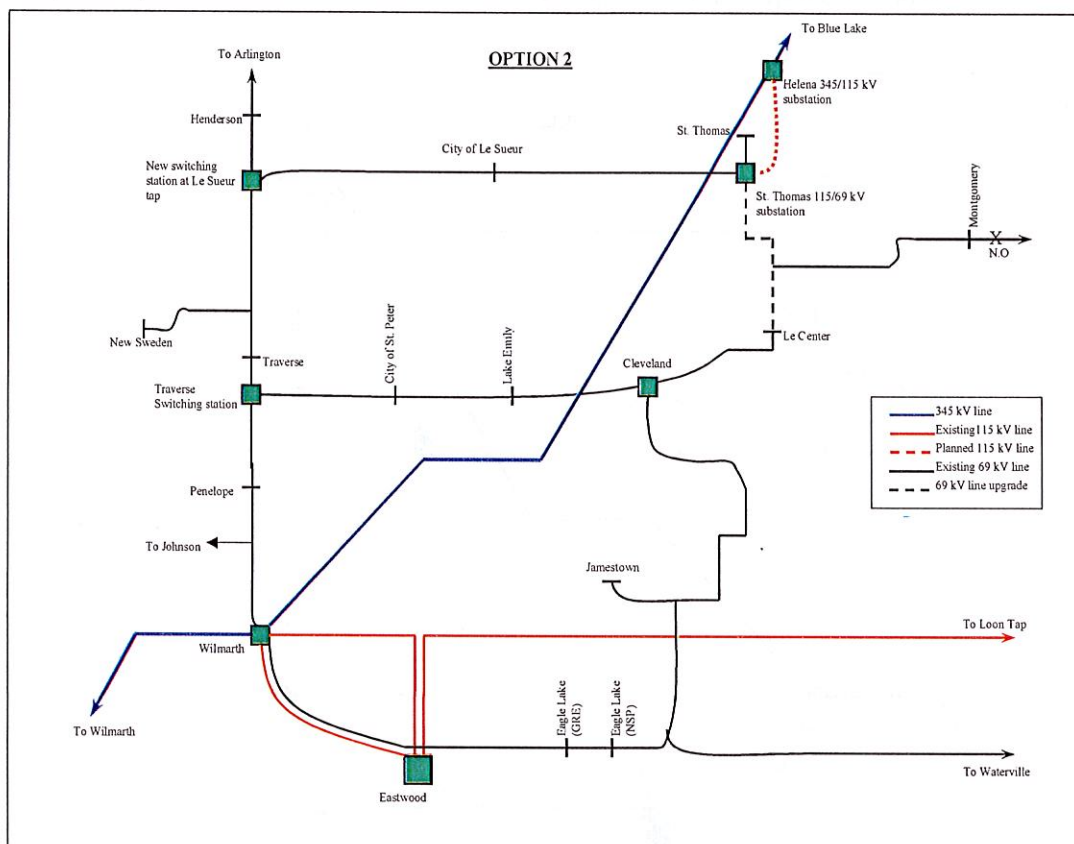 OPTION 2
To Blue Lake
To Arlington
Helena 345/115 kV
substation
Henderson
St. Thomas
City of Le Sueur
New switching
station at Le Sueur
tap
St. Thomas 115/69 kV
substation
Montgomery
X
N.O
New Sweden
City of St. Peter
Lake Emily
Traverse
Le Center
Cleveland
Traverse
Switching station
345 kV line
Existing115 kV line
Planned 115 kV line
Existing 69 kV line
69 kV line upgrade
Penelope
To Johnson
Jamestown
To Loon Tap
Wilmarth
Eagle Lake
(GRE)
Eagle Lake
(NSP)
To Wilmarth
To Waterville
Eastwood